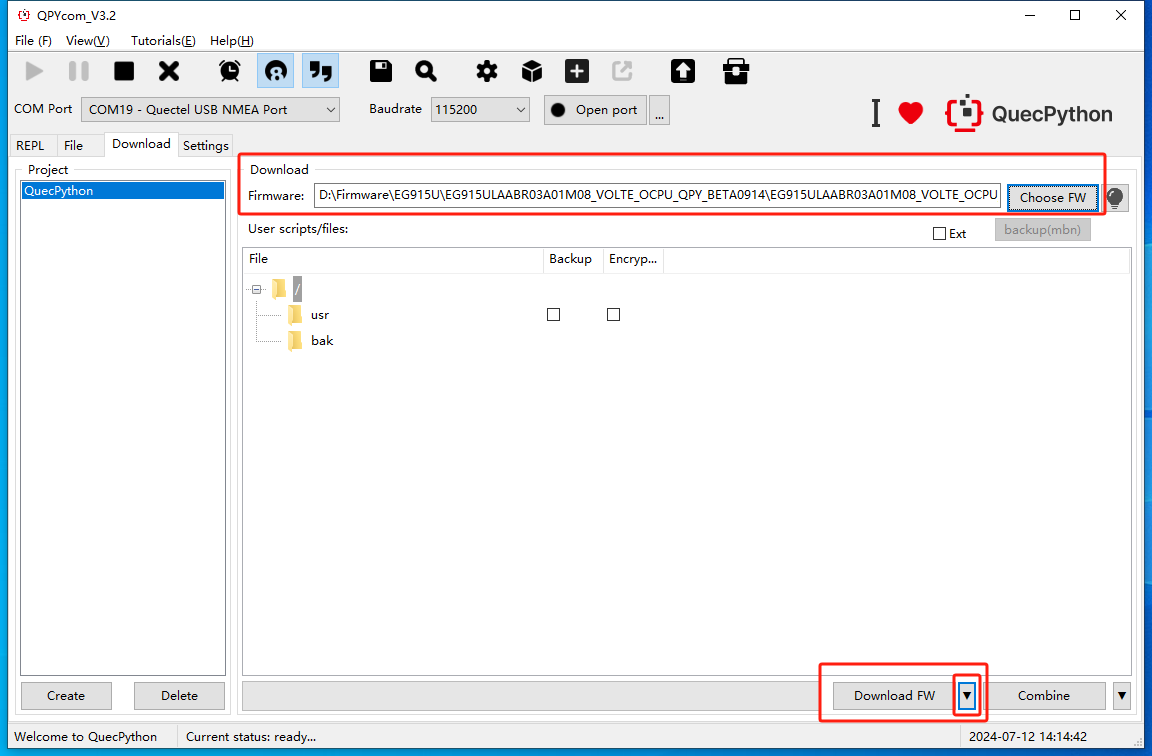 QPYcom_V3.2
File (F) View(V) Tutorials(E) Help(H)
COM Port COM19 - Quectel USB NMEA Port Baudrate 115200 Open port ... I QuecPython
REPL File Download Settings
Project
QuecPython
Download
Firmware: D:\Firmware\EG915U\EG915ULAABR03A01M08_VOLTE_OCPU_QPY_BETA0914\EG915ULAABR03A01M08_VOLTE_OCPU Choose FW
User scripts/files: Ext backup(mbn)
File Backup Encryp...
/
usr
bak
Create Delete Download FW ▼ Combine ▼
Welcome to QuecPython Current status: ready... 2024-07-12 14:14:42